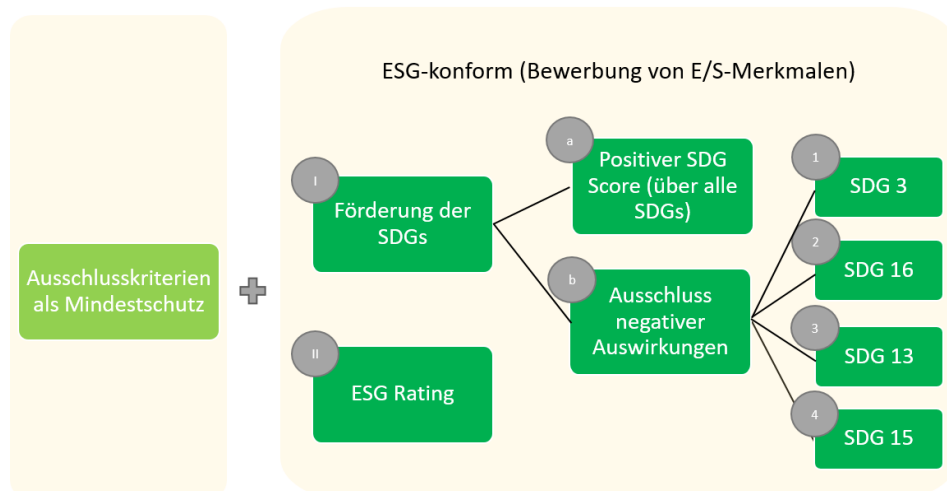 ESG-konform (Bewerbung von E/S-Merkmalen)
Ausschlusskriterien
als Mindestschutz
I
Förderung der
SDGs
a
Positiver SDG
Score (über alle
SDGs)
b
Ausschluss
negativer
Auswirkungen
1
SDG 3
2
SDG 16
3
SDG 13
4
SDG 15
II
ESG Rating